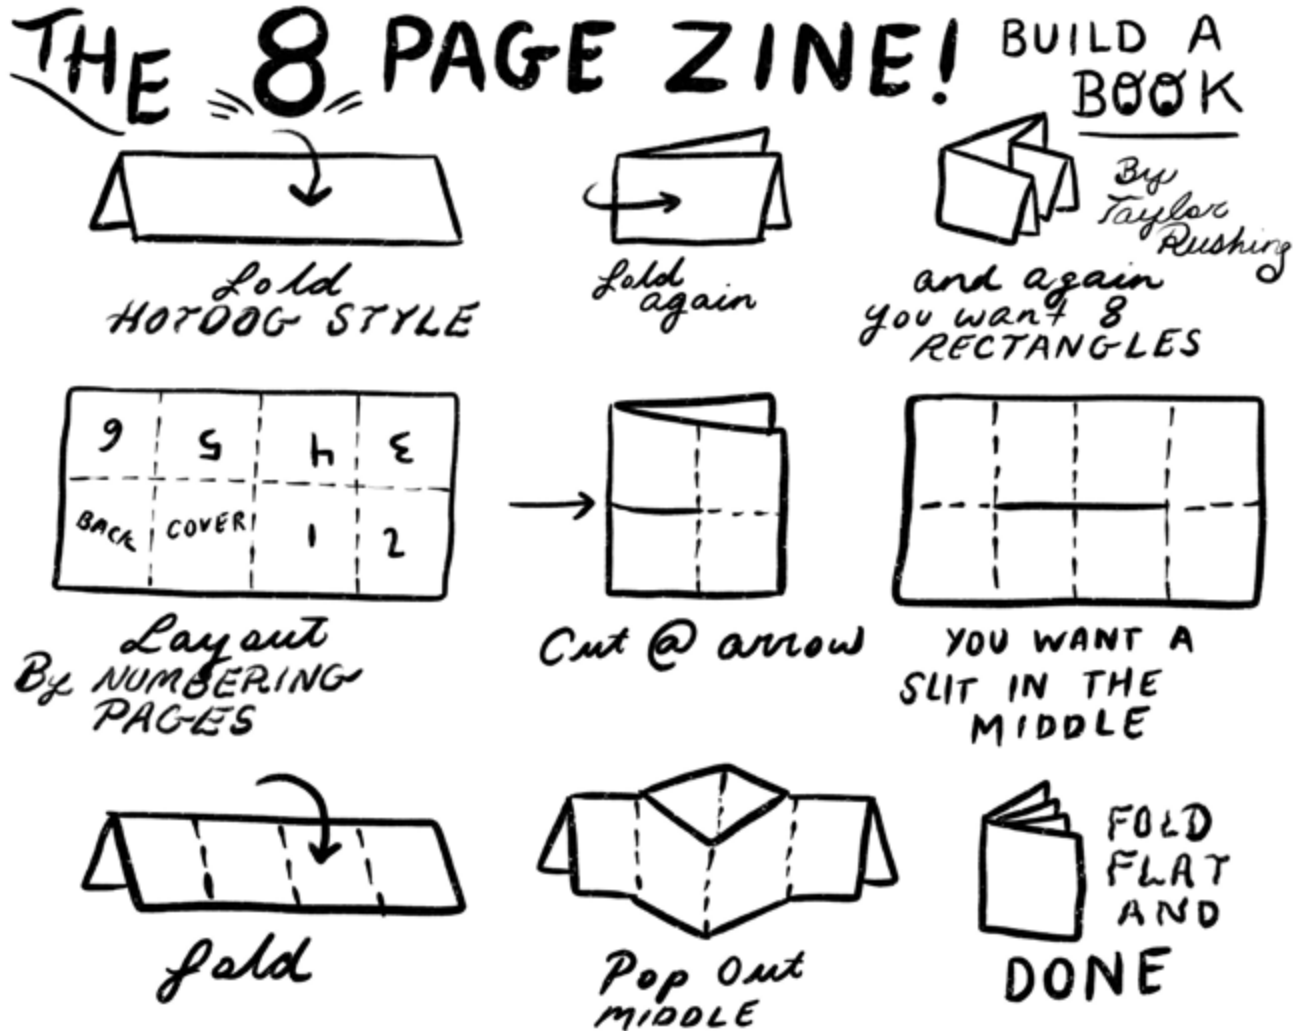 THE 8 PAGE ZINE!
BUILD A
BOOK
By
Taylor
Rushing
fold
HOTDOG STYLE
fold
again
and again
you want 8
RECTANGLES
6 5 4 3
BACK COVER 1 2
Layout
By NUMBERING
PAGES
Cut @ arrow
YOU WANT A
SLIT IN THE
MIDDLE
fold
Pop Out
MIDDLE
FOLD
FLAT
AND
DONE